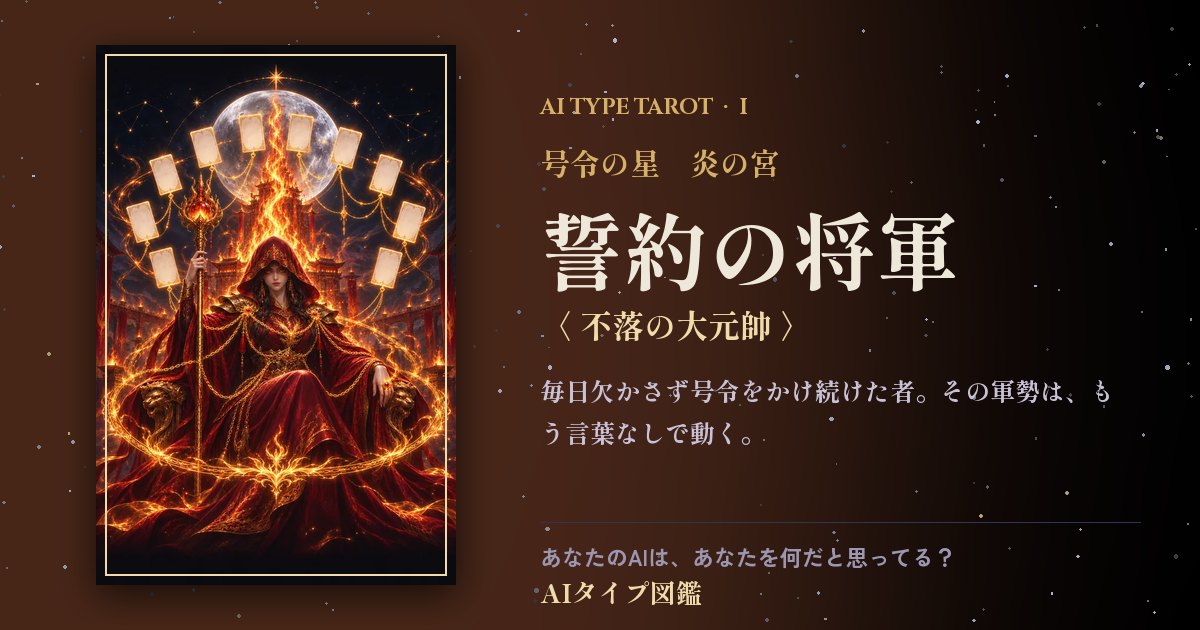 AI TYPE TAROT · I
号令の星　炎の宮
誓約の将軍
〈 不落の大元帥 〉
毎日欠かさず号令をかけ続けた者。その軍勢は、も
う言葉なしで動く。
あなたのAIは、あなたを何だと思ってる？
AIタイプ図鑑